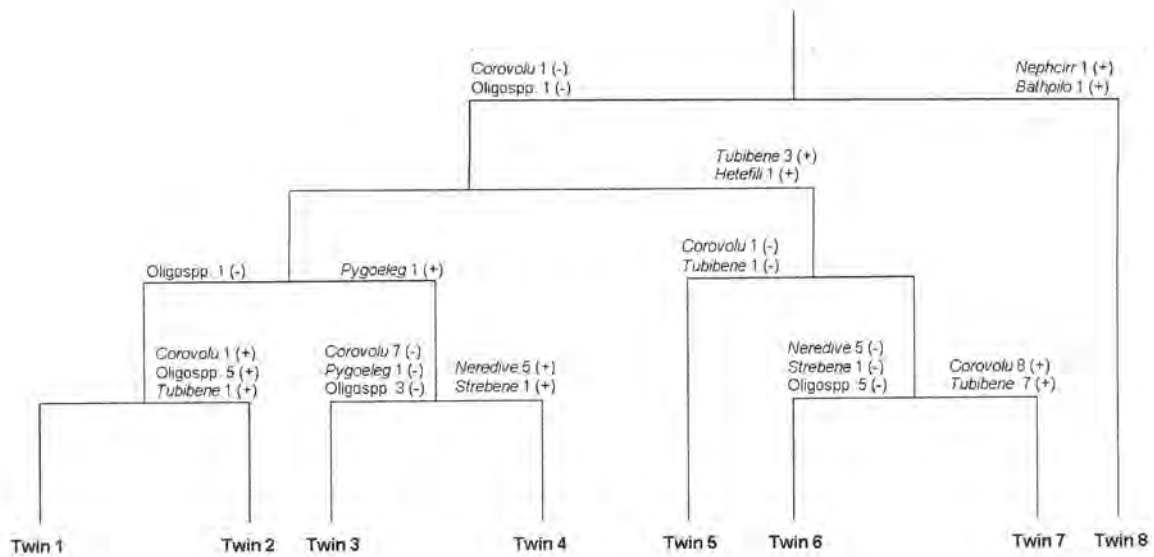 Corovolu 1 (-)
Oligospp. 1 (-)
Nephcirr 1 (+)
Bathpilo 1 (+)
Tubibene 3 (+)
Hetefili 1 (+)
Corovolu 1 (-)
Tubibene 1 (-)
Oligospp. 1 (-)
Pygoeleg 1 (+)
Corovolu 1 (+)
Oligospp. 5 (+)
Tubibene 1 (+)
Corovolu 7 (-)
Pygoeleg 1 (-)
Oligospp. 3 (-)
Neredive 5 (+)
Strebene 1 (+)
Neredive 5 (-)
Strebene 1 (-)
Oligospp. 5 (-)
Corovolu 8 (+)
Tubibene 7 (+)
Twin 1 Twin 2 Twin 3 Twin 4 Twin 5 Twin 6 Twin 7 Twin 8